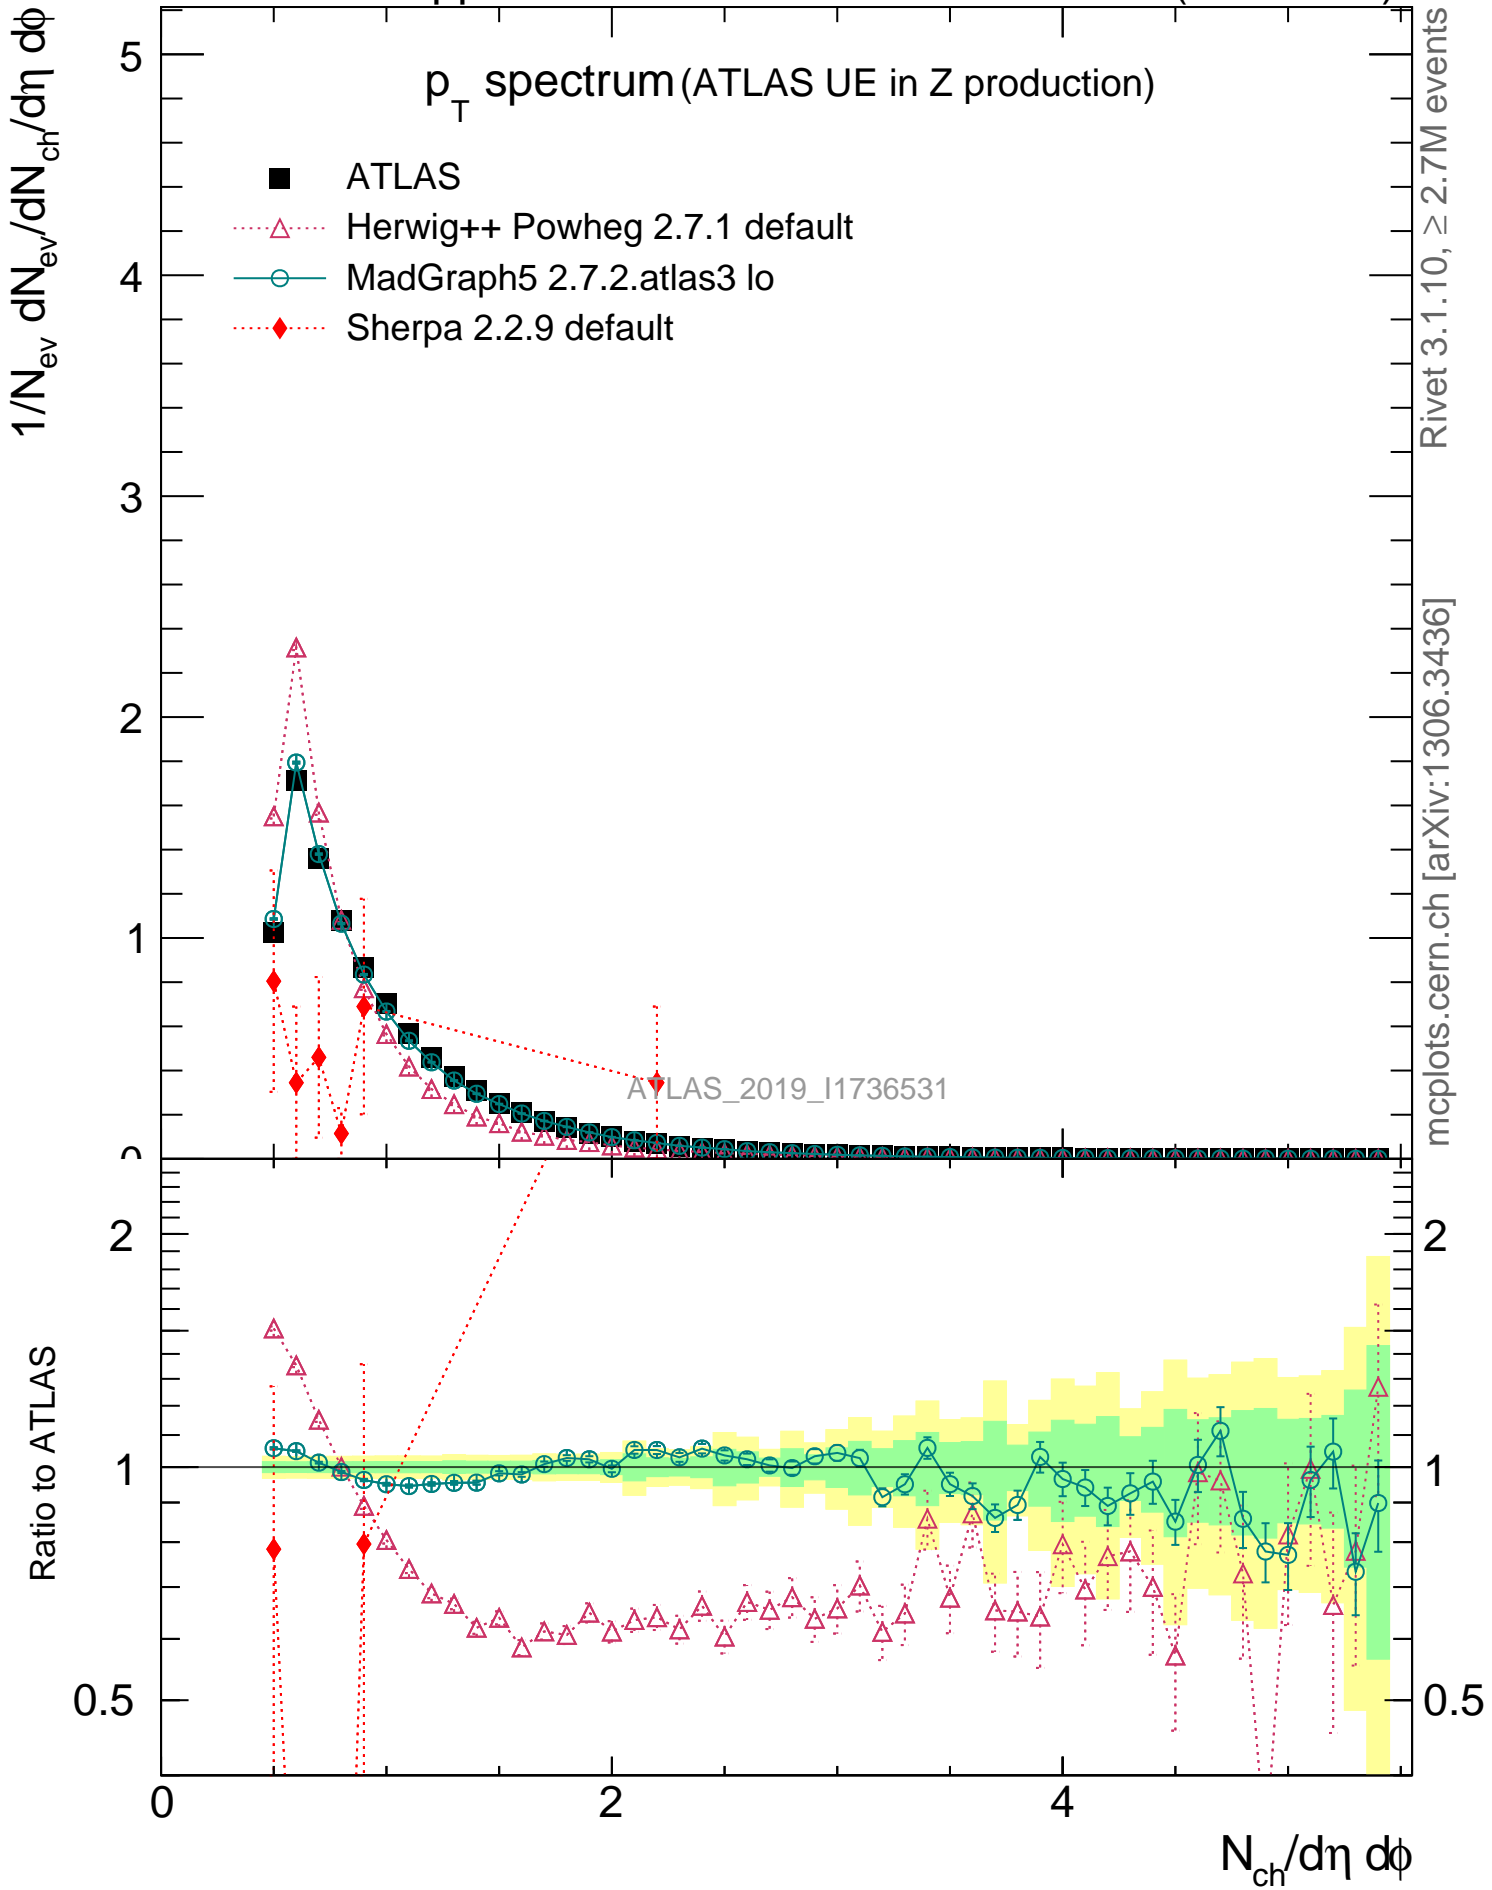 pp
5
1/N_ev dN_ev/dN_ch/dη dϕ
p_T spectrum (ATLAS UE in Z production)
ATLAS
Herwig++ Powheg 2.7.1 default
MadGraph5 2.7.2.atlas3 lo
Sherpa 2.2.9 default
4
3
2
1
0
ATLAS_2019_I1736531
Rivet 3.1.10, ≥ 2.7M events
mcplots.cern.ch [arXiv:1306.3436]
Ratio to ATLAS
2
1
0.5
2
1
0.5
0
2
4
N_ch/dη dϕ